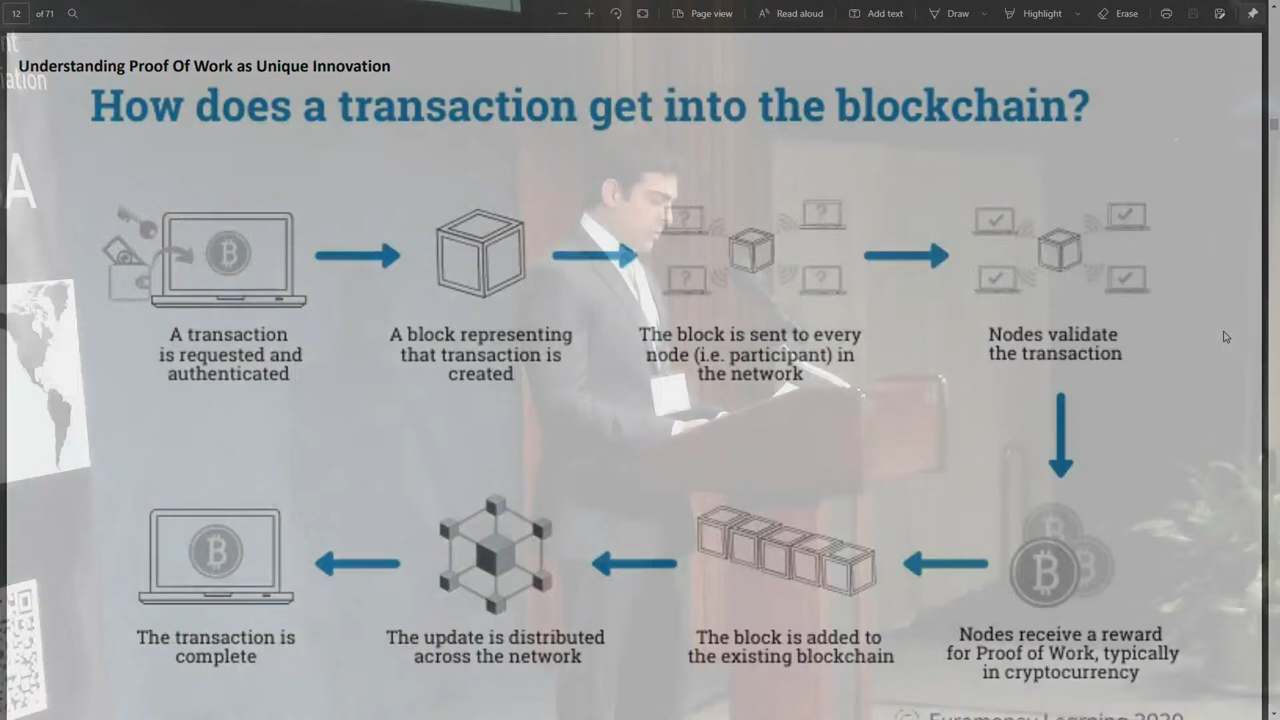 12 of 71
Page view
Read aloud
Add text
Draw
Highlight
Erase
Understanding Proof Of Work as Unique Innovation
How does a transaction get into the blockchain?
A transaction
is requested and
authenticated
A block representing
that transaction is
created
The block is sent to every
node (i.e. participant) in
the network
Nodes validate
the transaction
The transaction is
complete
The update is distributed
across the network
The block is added to
the existing blockchain
Nodes receive a reward
for Proof of Work, typically
in cryptocurrency
Euromoney Learning 2020